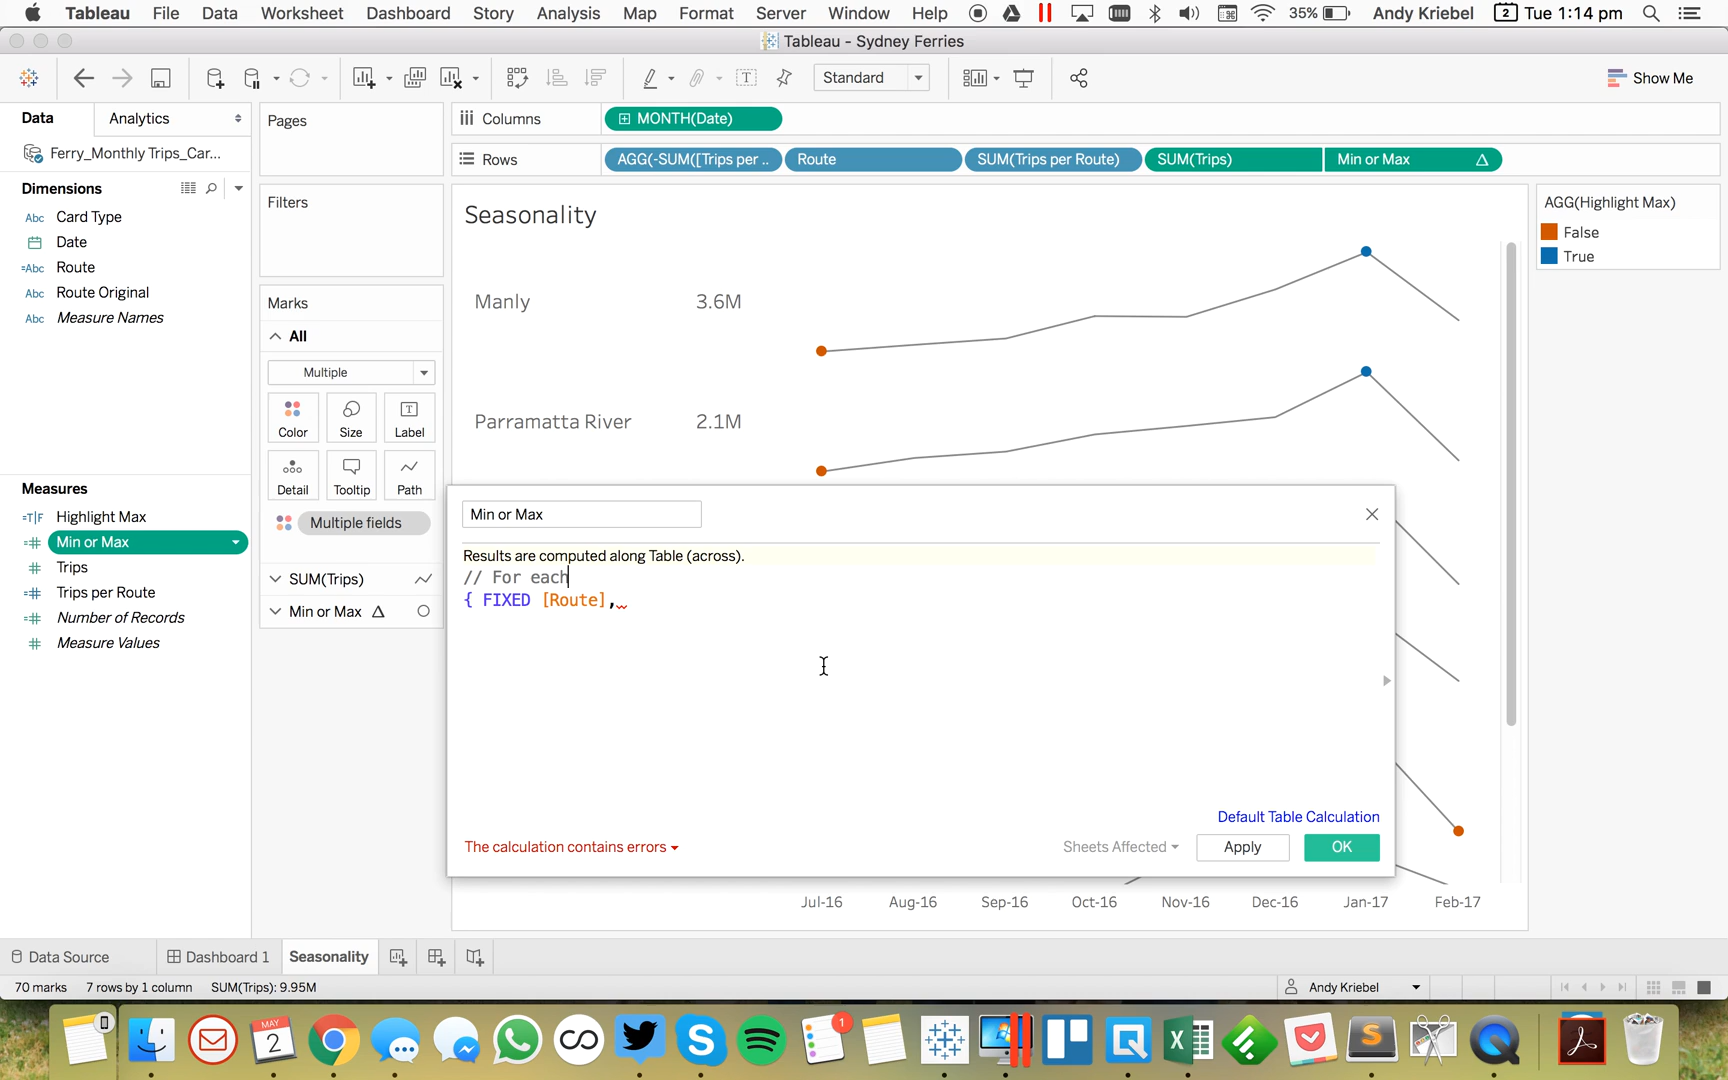 Tableau File Data Worksheet Dashboard Story Analysis Map Format Server Window Help 35% Andy Kriebel 2 Tue 1:14 pm
Tableau - Sydney Ferries
Standard
Show Me
Data Analytics
Ferry_Monthly Trips_Car...
Dimensions
Abc Card Type
Date
=Abc Route
Abc Route Original
Abc Measure Names
Measures
=T|F Highlight Max
Min or Max
Trips
Trips per Route
Number of Records
Measure Values
Pages
Filters
Marks
All
Multiple
Color Size Label
Detail Tooltip Path
Multiple fields
SUM(Trips)
Min or Max
Columns MONTH(Date)
Rows AGG(-SUM([Trips per .. Route SUM(Trips per Route) SUM(Trips) Min or Max
Seasonality
Manly 3.6M
Parramatta River 2.1M
Min or Max
Results are computed along Table (across).
// For each
{ FIXED [Route],
Default Table Calculation
The calculation contains errors
Sheets Affected Apply OK
Jul-16 Aug-16 Sep-16 Oct-16 Nov-16 Dec-16 Jan-17 Feb-17
AGG(Highlight Max)
False
True
Data Source Dashboard 1 Seasonality
70 marks 7 rows by 1 column SUM(Trips): 9.95M Andy Kriebel
MAY
2
1